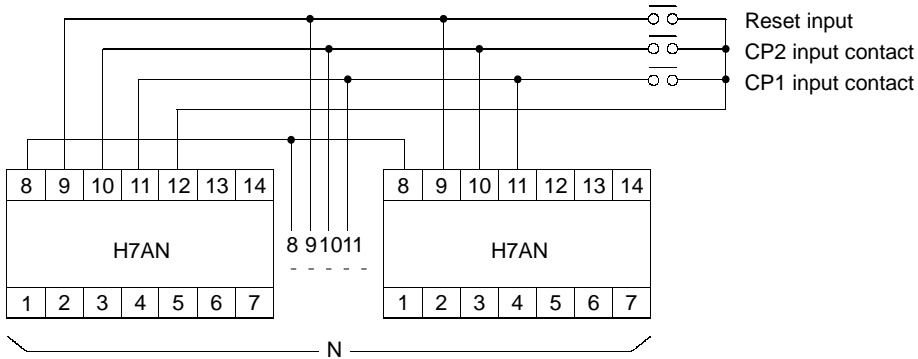 Reset input
CP2 input contact
CP1 input contact
8 9 10 11 12 13 14
8 9 10 11 12 13 14
H7AN
8 9 10 11
H7AN
1 2 3 4 5 6 7
1 2 3 4 5 6 7
N